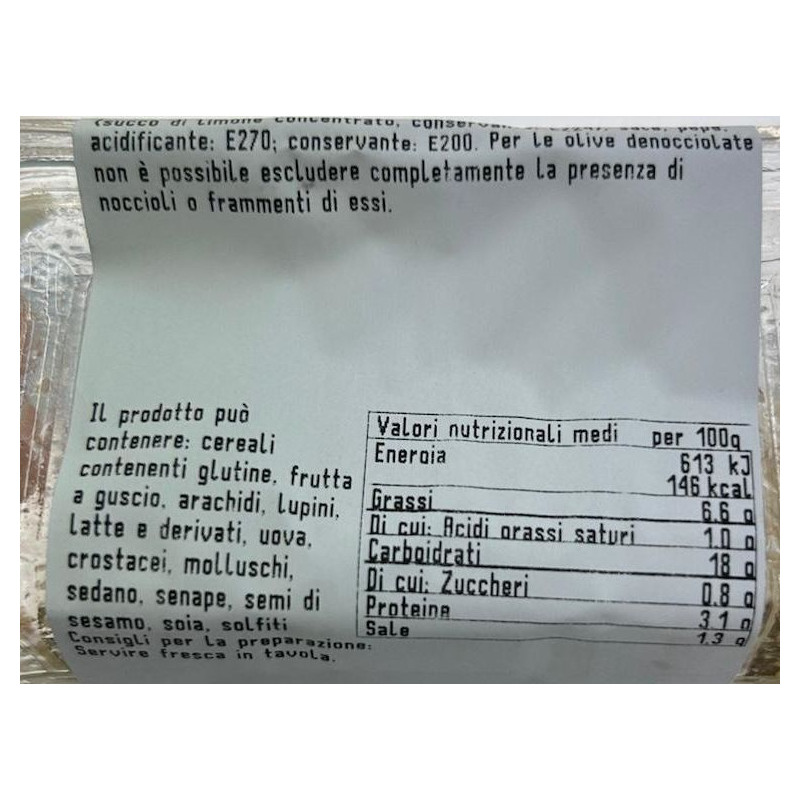 (succo di limone concentrato,
acidificante: E270; conservante: E200. Per le olive denocciolate
non è possibile escludere completamente la presenza di
noccioli o frammenti di essi.
Il prodotto può
contenere: cereali
contenenti glutine, frutta
a guscio, arachidi, lupini,
latte e derivati, uova,
crostacei, molluschi,
sedano, senape, semi di
sesamo, soia, solfiti
Consigli per la preparazione:
Servire fresca in tavola.
Valori nutrizionali medi per 100g
Energia 613 kJ
146 kcal
Grassi 6.6 g
Di cui: Acidi grassi saturi 1.0 g
Carboidrati 18 g
Di cui: Zuccheri 0.8 g
Proteine 3.1 g
Sale 1.3 g